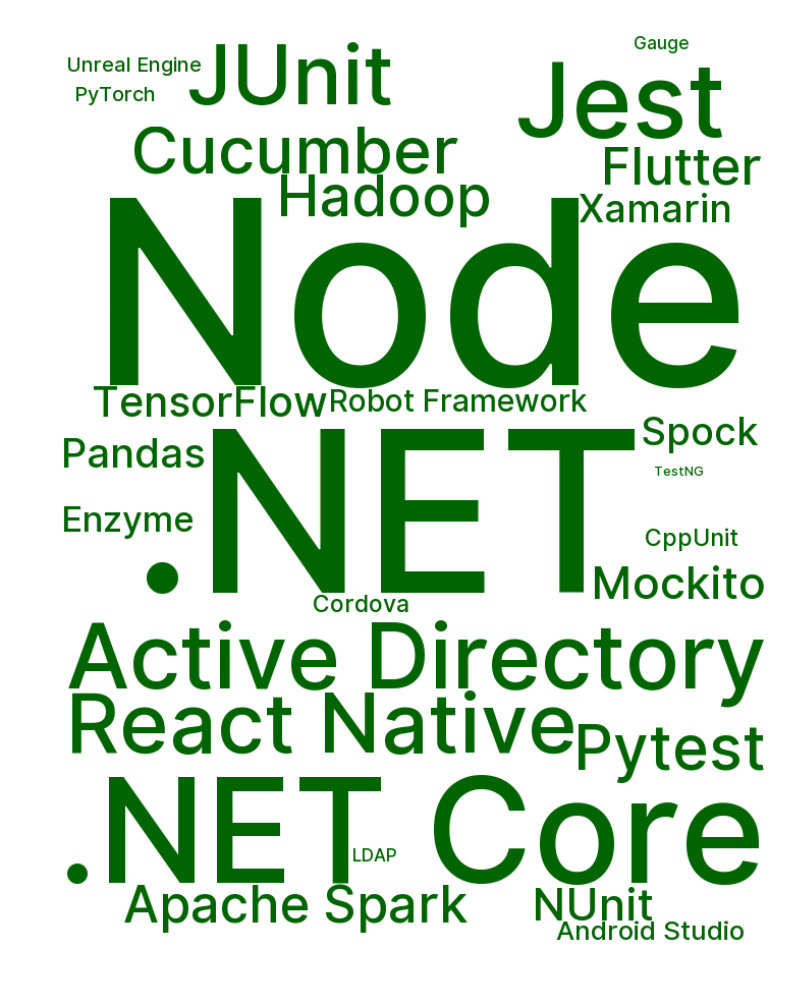 Gauge
Unreal Engine
JUnit
PyTorch
Jest
Cucumber
Flutter
Hadoop
Xamarin
Node
TensorFlow
Robot Framework
Spock
Pandas
TestNG
.NET
Enzyme
CppUnit
Mockito
Cordova
Active Directory
React Native
Pytest
.NET Core
LDAP
Apache Spark
NUnit
Android Studio